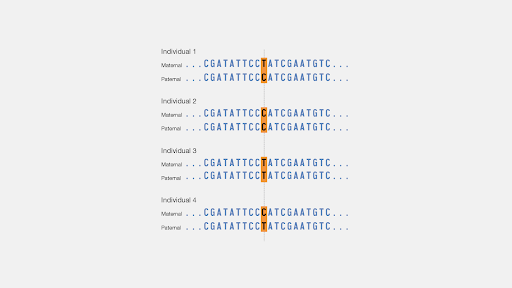 Individual 1
Maternal ...CGATATTCCTATCGAATGTC...
Paternal ...CGATATTCCCATCGAATGTC...
Individual 2
Maternal ...CGATATTCCCATCGAATGTC...
Paternal ...CGATATTCCCATCGAATGTC...
Individual 3
Maternal ...CGATATTCCTATCGAATGTC...
Paternal ...CGATATTCCTATCGAATGTC...
Individual 4
Maternal ...CGATATTCCCATCGAATGTC...
Paternal ...CGATATTCCTATCGAATGTC...